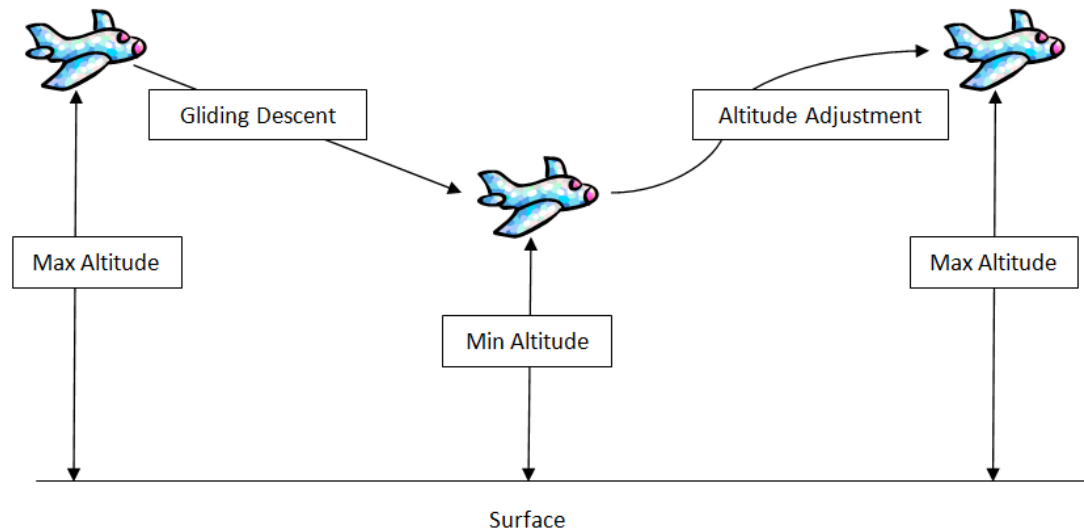 Gliding Descent
Altitude Adjustment
Max Altitude
Max Altitude
Min Altitude
Surface